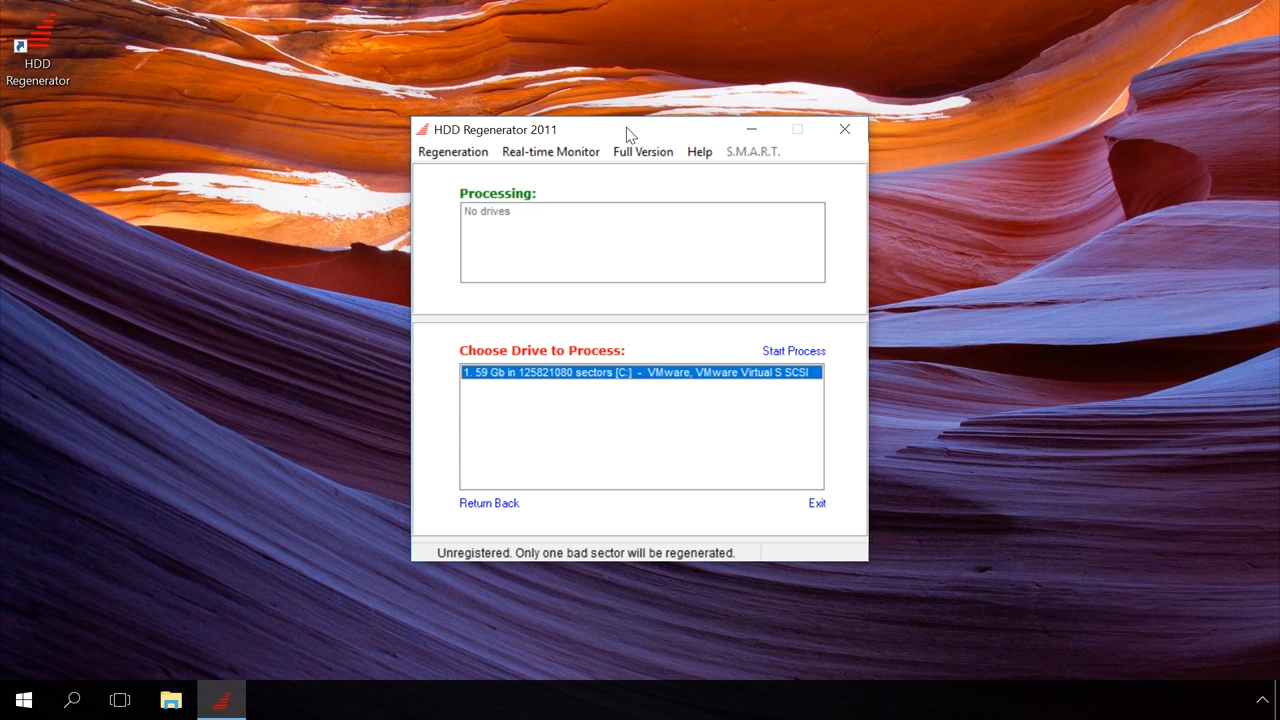 HDD
Regenerator
HDD Regenerator 2011
Regeneration Real-time Monitor Full Version Help S.M.A.R.T.
Processing:
No drives
Choose Drive to Process: Start Process
1. 59 Gb in 125821080 sectors [C:] - VMware, VMware Virtual S SCSI
Return Back Exit
Unregistered. Only one bad sector will be regenerated.